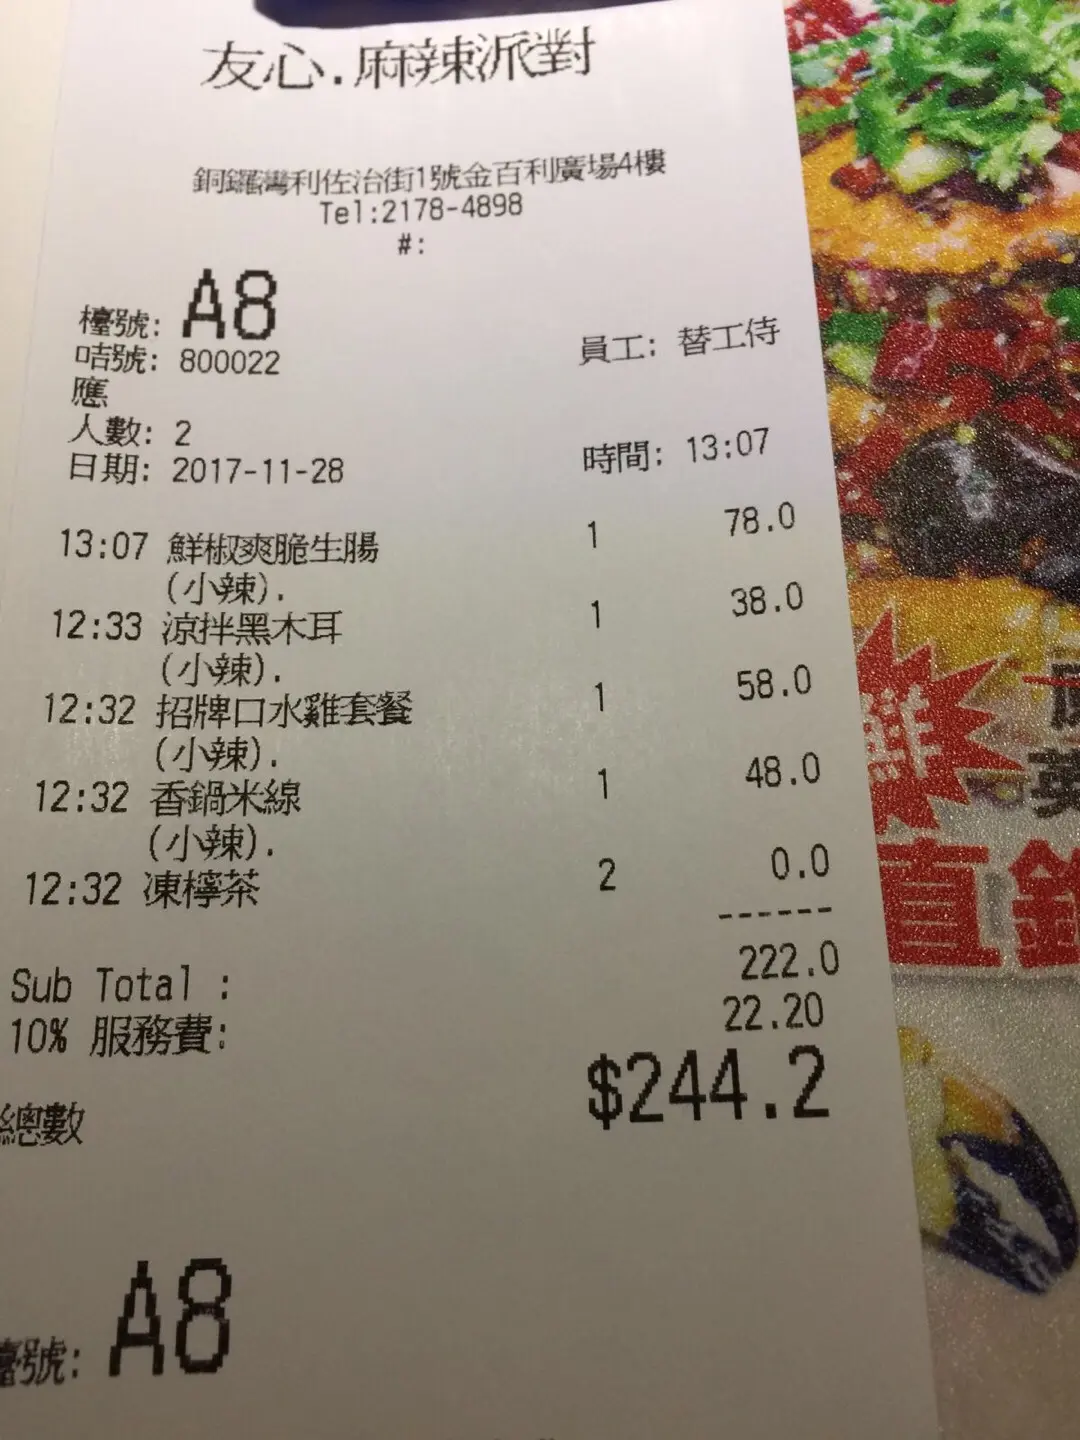 友心.麻辣派對
銅鑼灣利佐治街1號金百利廣場4樓
Tel:2178-4898
#:
檯號: A8
咭號: 800022 員工: 替工侍應
人數: 2
日期: 2017-11-28 時間: 13:07
13:07 鮮椒爽脆生腸 1 78.0
(小辣).
12:33 涼拌黑木耳 1 38.0
(小辣).
12:32 招牌口水雞套餐 1 58.0
(小辣).
12:32 香鍋米線 1 48.0
(小辣).
12:32 凍檸茶 2 0.0
------
Sub Total : 222.0
10% 服務費: 22.20
總數 $244.2
檯號: A8
鮮
直